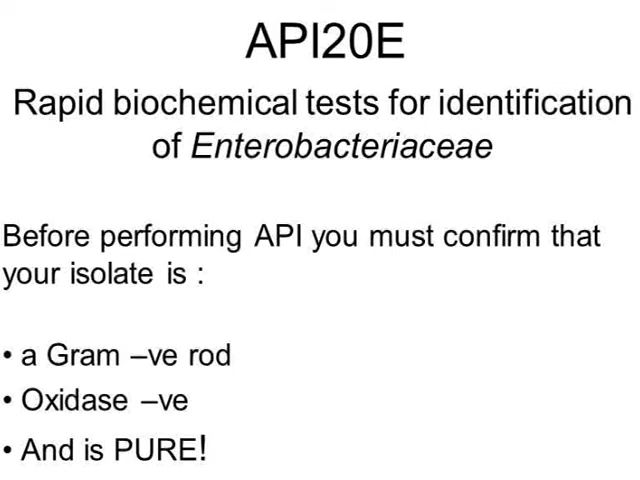 API20E
Rapid biochemical tests for identification
of Enterobacteriaceae
Before performing API you must confirm that
your isolate is :
• a Gram –ve rod
• Oxidase –ve
• And is PURE!